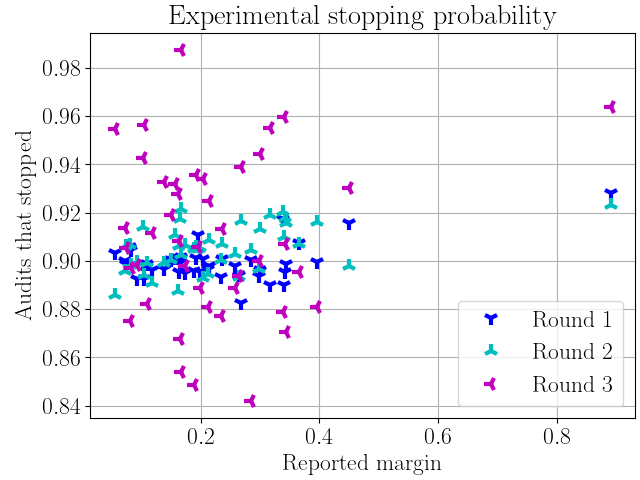 Experimental stopping probability
Audits that stopped
0.98
0.96
0.94
0.92
0.90
0.88
0.86
0.84
0.2
0.4
0.6
0.8
Reported margin
Round 1
Round 2
Round 3